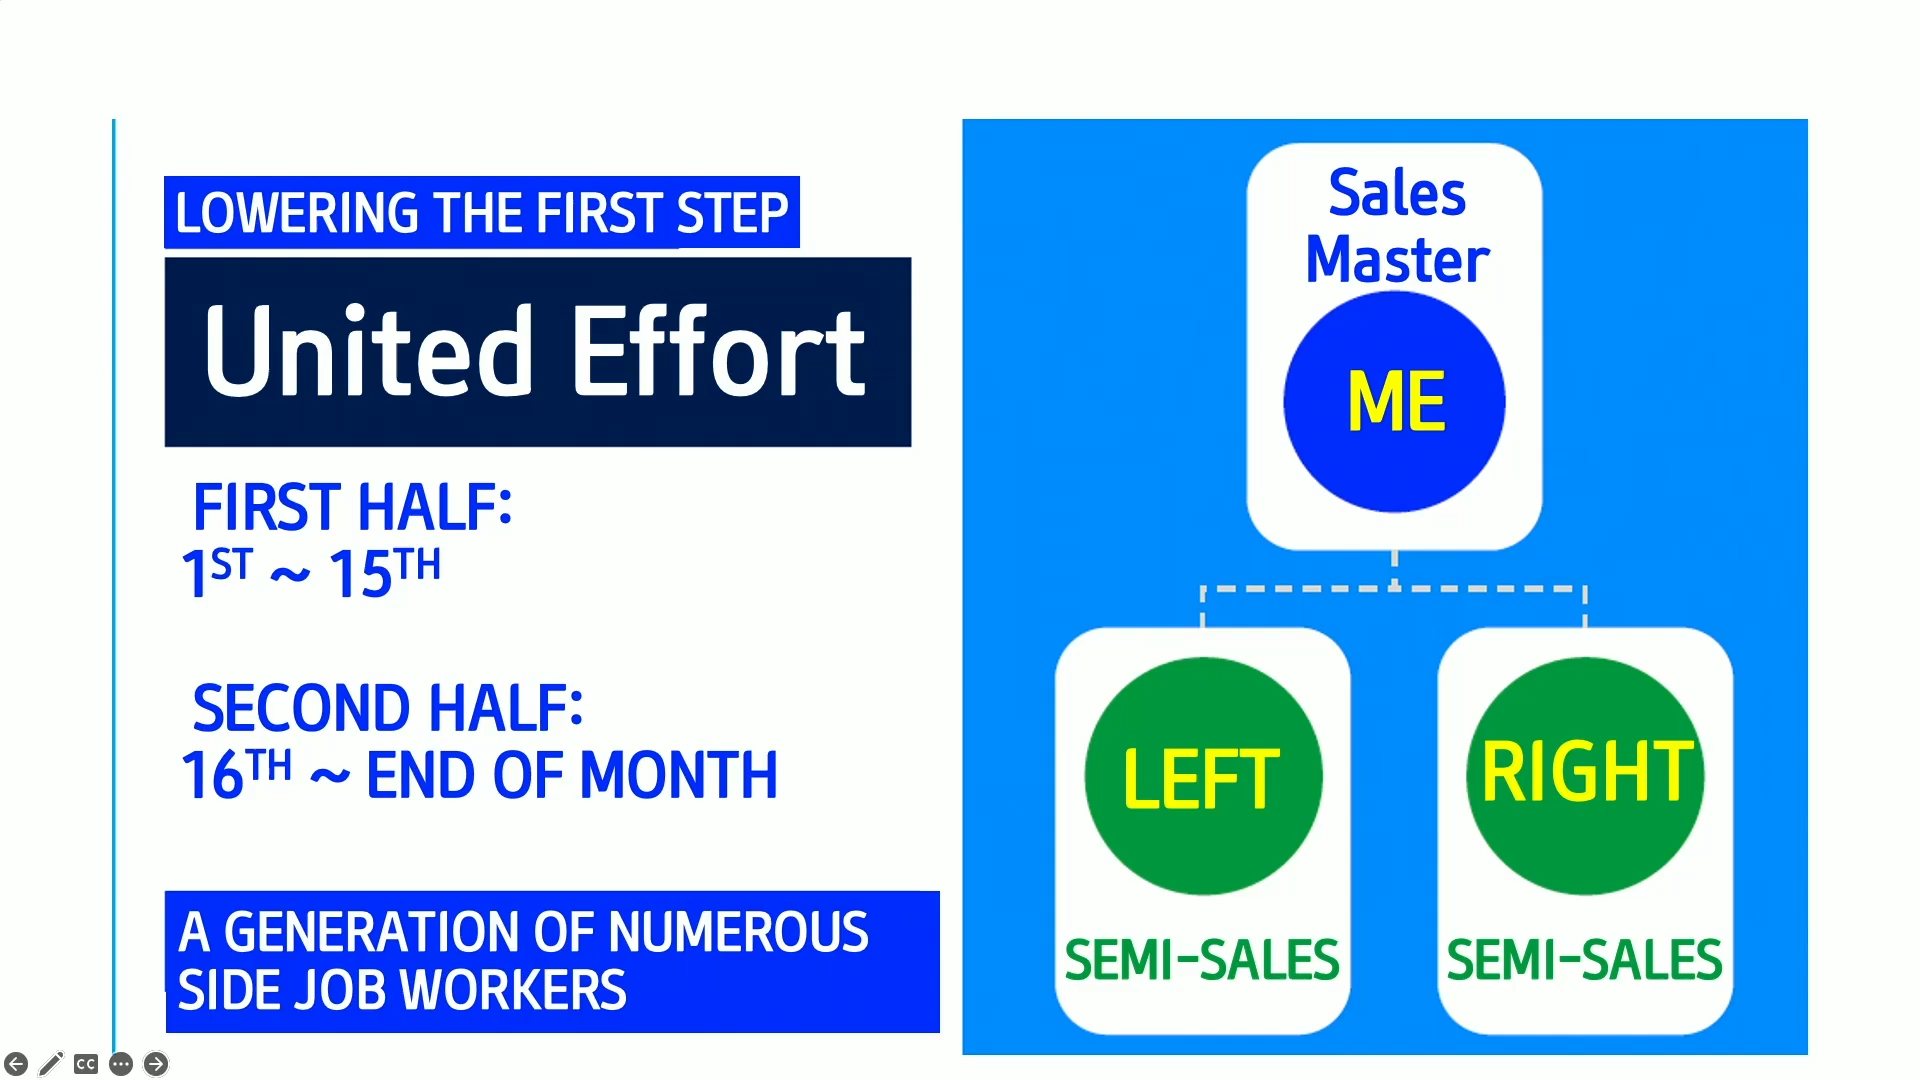 LOWERING THE FIRST STEP
United Effort
FIRST HALF:
1ST ~ 15TH
SECOND HALF:
16TH ~ END OF MONTH
A GENERATION OF NUMEROUS
SIDE JOB WORKERS
Sales
Master
ME
LEFT
SEMI-SALES
RIGHT
SEMI-SALES
CC